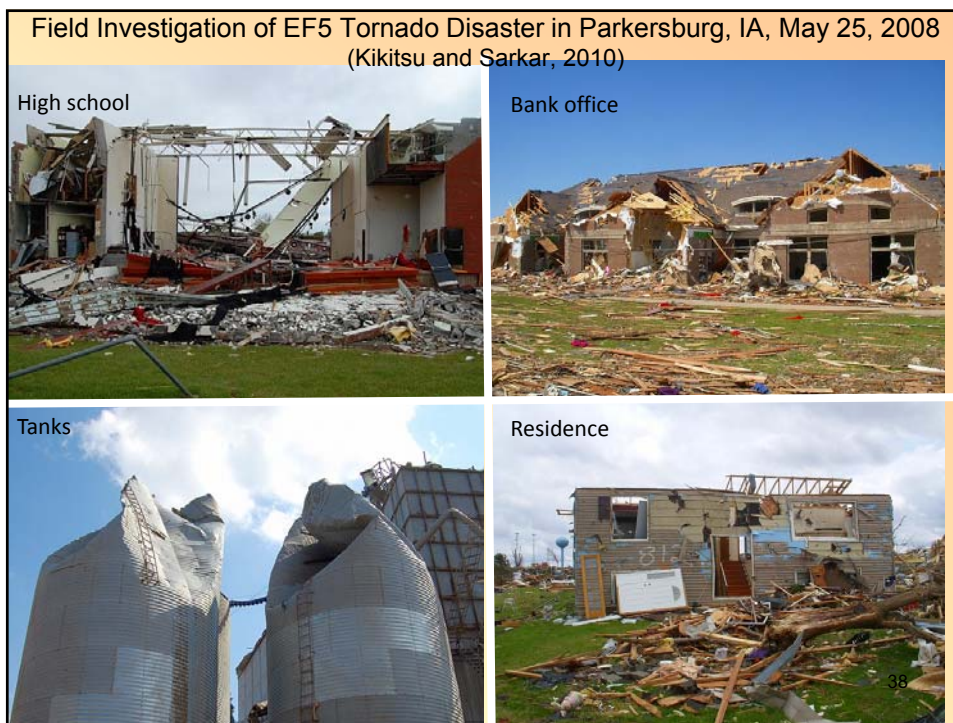 Field Investigation of EF5 Tornado Disaster in Parkersburg, IA, May 25, 2008
(Kikitsu and Sarkar, 2010)
High school
Bank office
Tanks
Residence
38